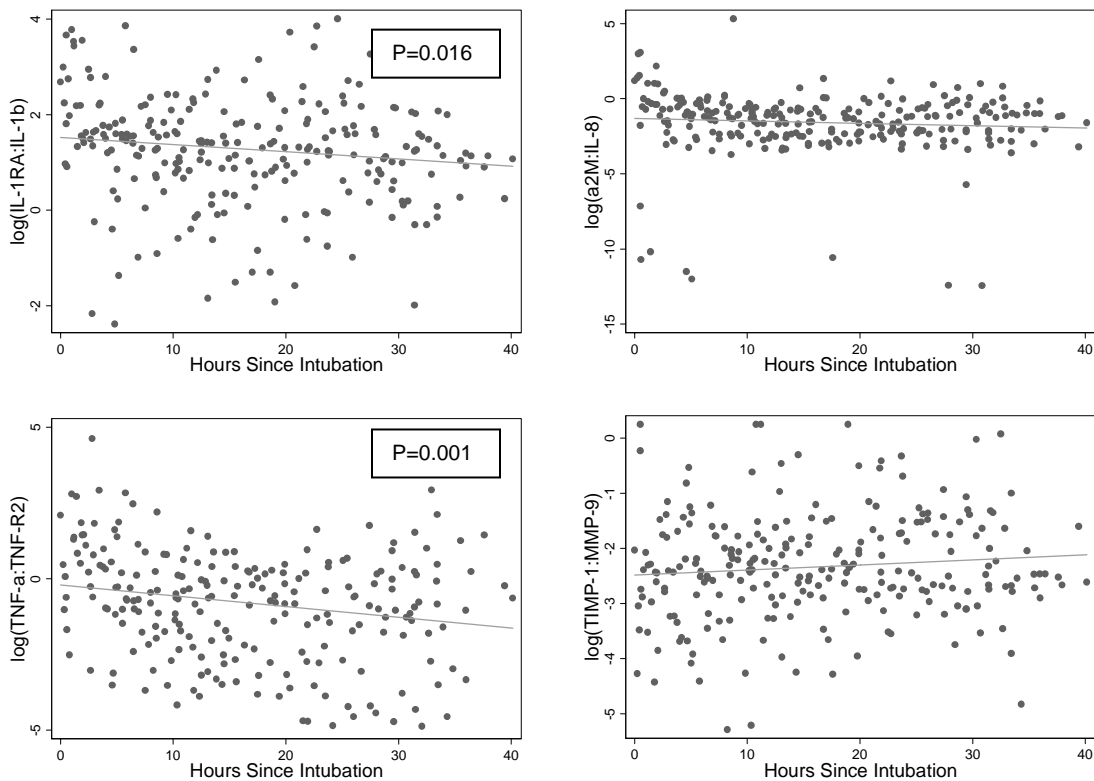 P=0.016
log(IL-1RA:IL-1b)
4
2
0
-2
0 10 20 30 40
Hours Since Intubation
log(a2M:IL-8)
5
0
-5
-10
-15
0 10 20 30 40
Hours Since Intubation
P=0.001
log(TNF-a:TNF-R2)
5
0
-5
0 10 20 30 40
Hours Since Intubation
log(TIMP-1:MMP-9)
0
-1
-2
-3
-4
-5
0 10 20 30 40
Hours Since Intubation